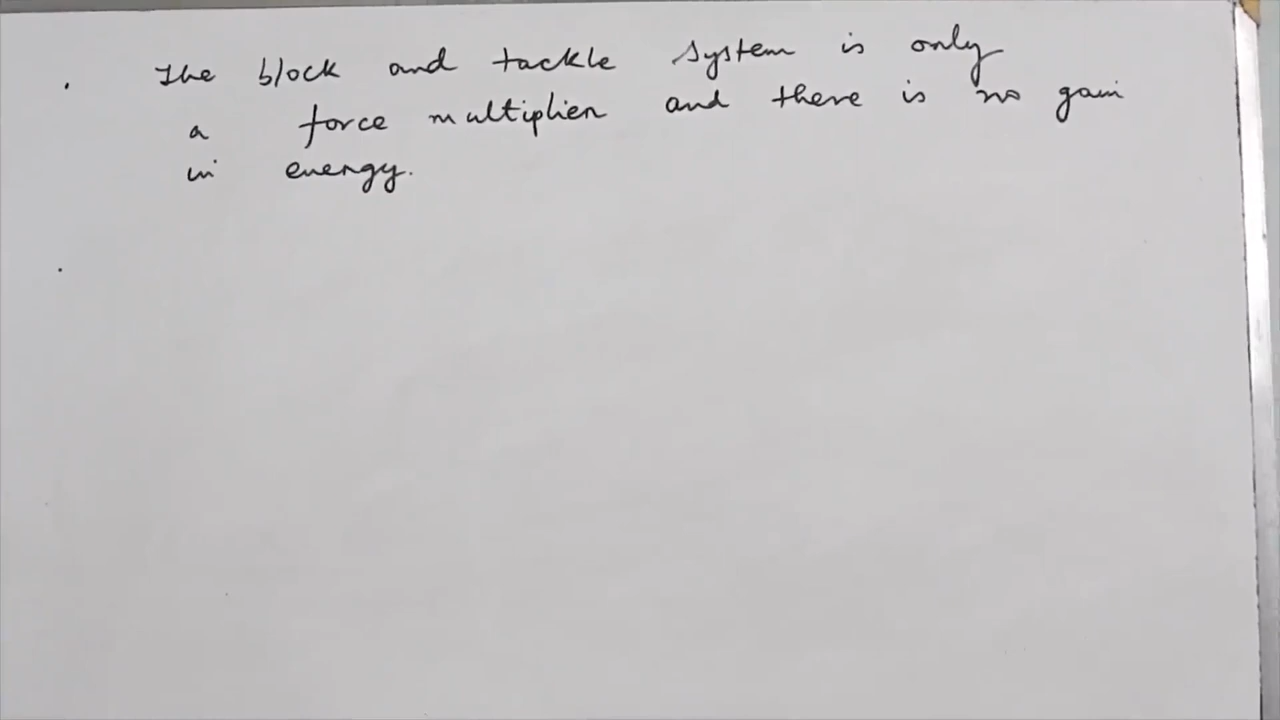 The block and tackle system is only
a force multiplier and there is no gain
in energy.